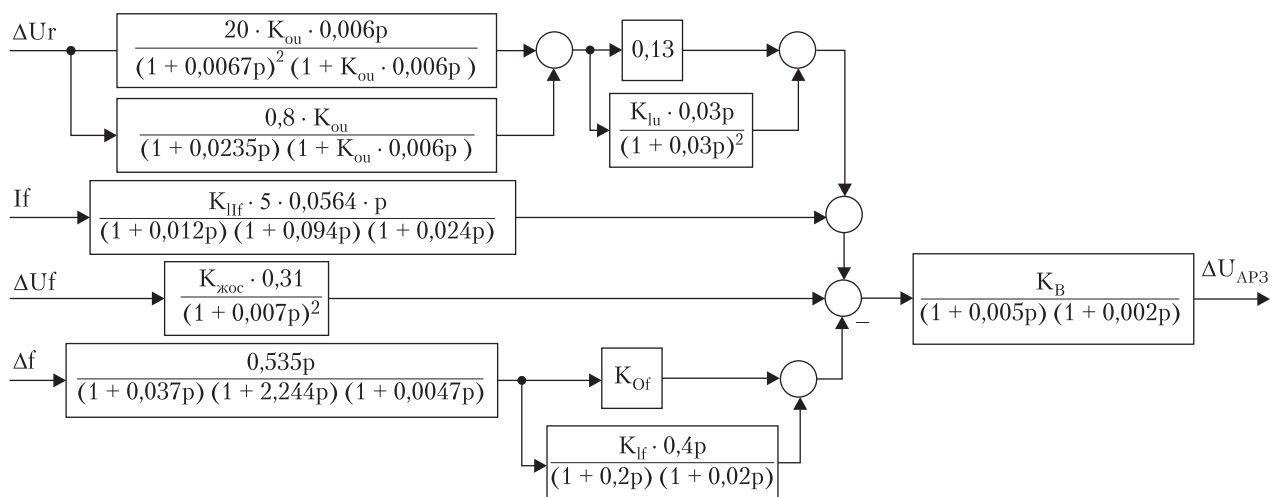 ΔUr
20 · K_ou · 0,006p
(1 + 0,0067p)² (1 + K_ou · 0,006p )
0,8 · K_ou
(1 + 0,0235p) (1 + K_ou · 0,006p )
0,13
K_lu · 0,03p
(1 + 0,03p)²
If
K_lIf · 5 · 0,0564 · p
(1 + 0,012p) (1 + 0,094p) (1 + 0,024p)
ΔUf
K_жос · 0,31
(1 + 0,007p)²
–
K_В
(1 + 0,005p) (1 + 0,002p)
ΔU_АРЗ
Δf
0,535p
(1 + 0,037p) (1 + 2,244p) (1 + 0,0047p)
K_Of
K_lf · 0,4p
(1 + 0,2p) (1 + 0,02p)